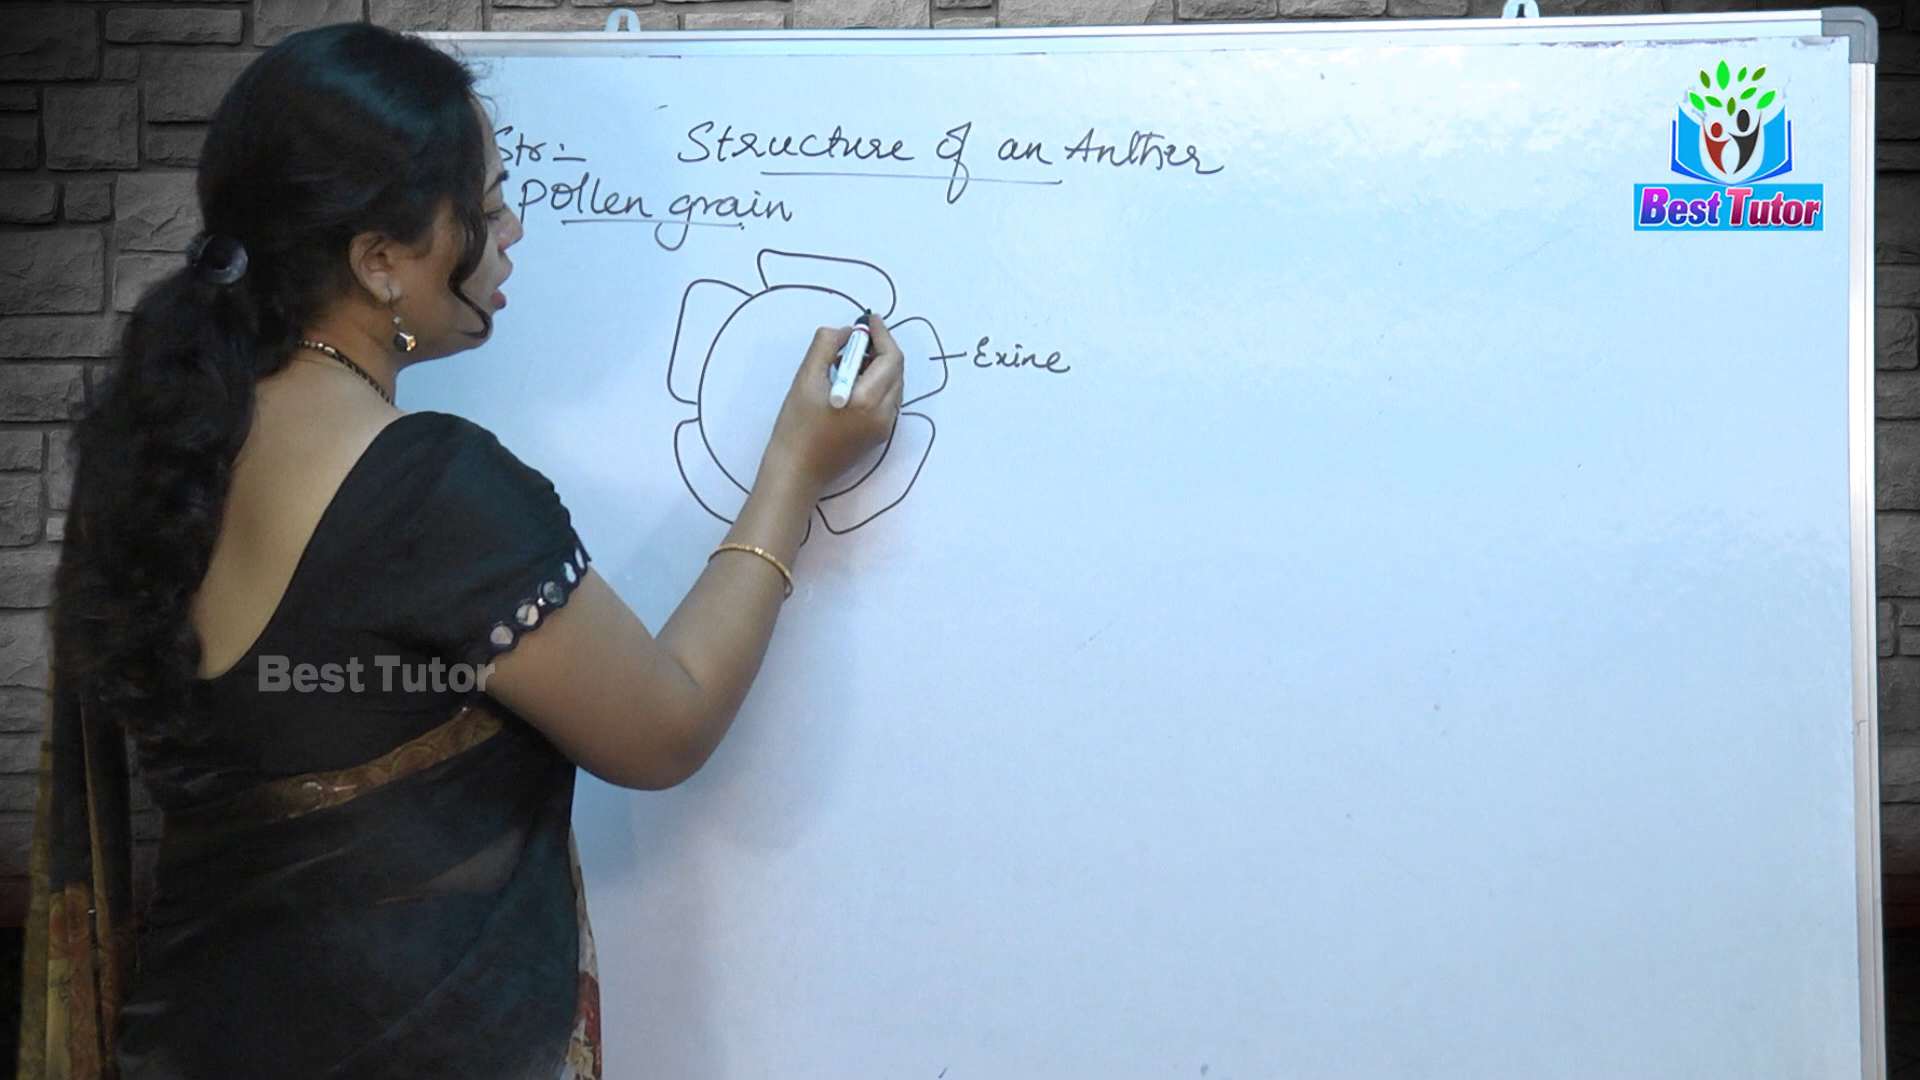 Str:- Structure of an Anther
Pollen grain
Exine
Best Tutor
Best Tutor